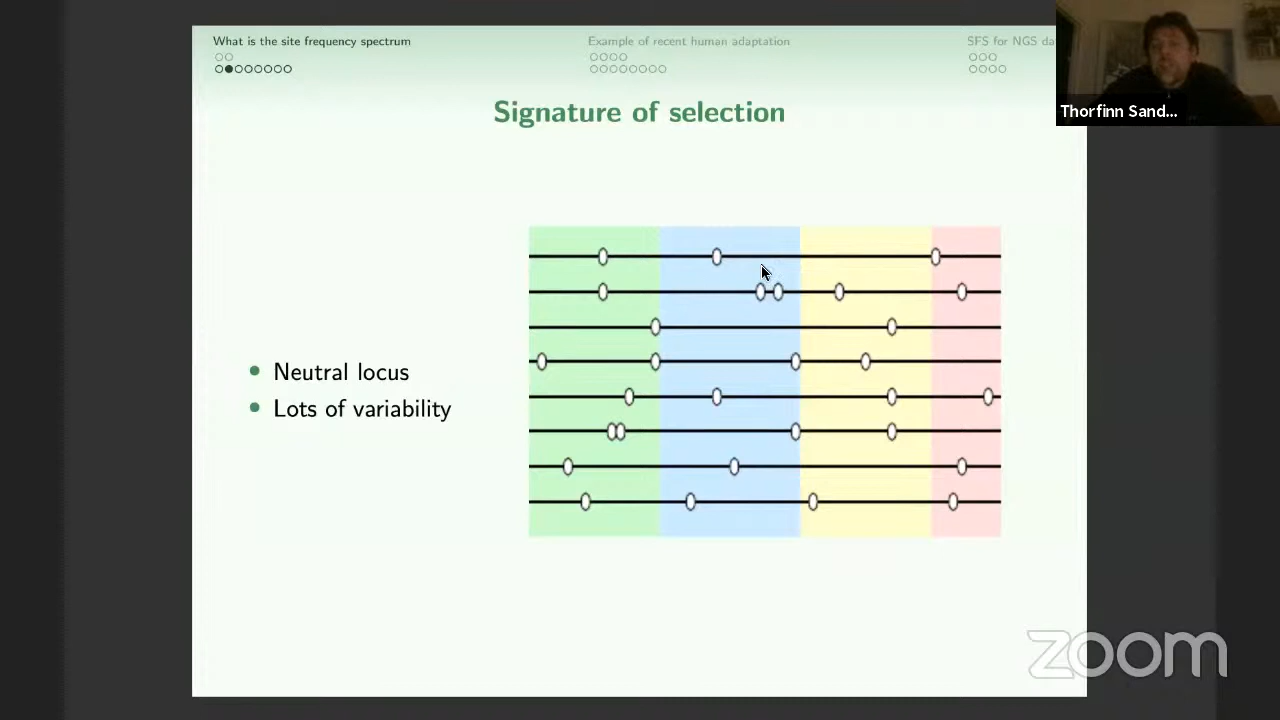 What is the site frequency spectrum
Example of recent human adaptation
SFS for NGS da
Thorfinn Sand...
Signature of selection
Neutral locus
Lots of variability
zoom